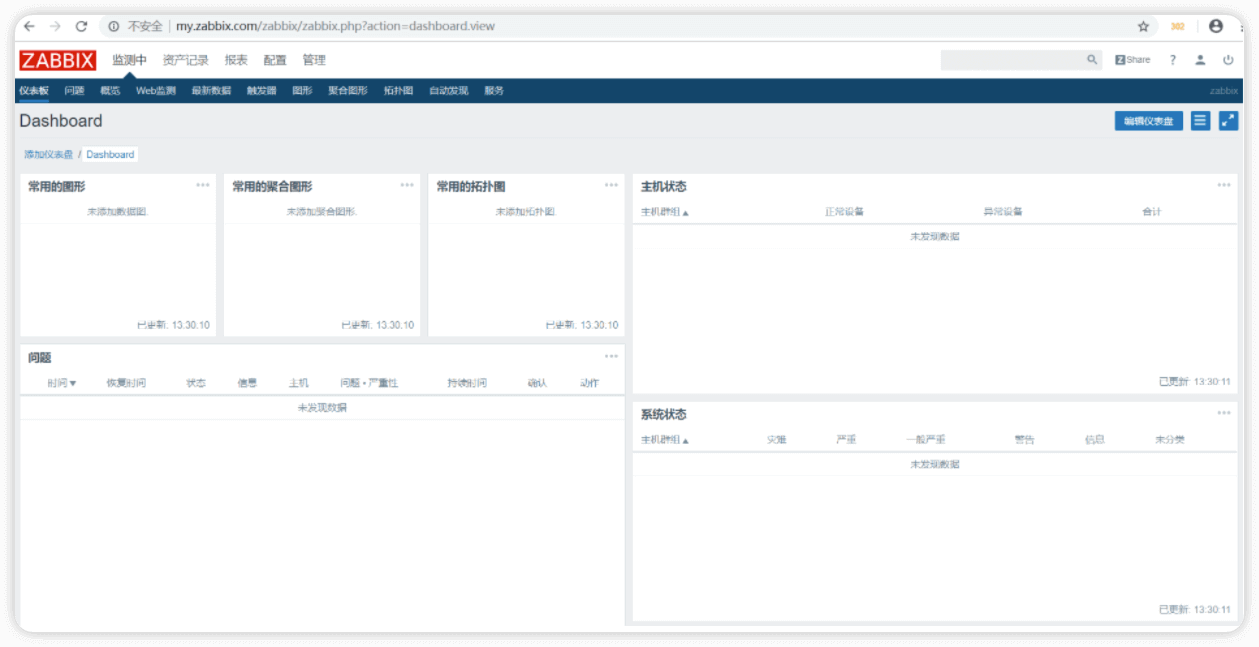 不安全 my.zabbix.com/zabbix/zabbix.php?action=dashboard.view
ZABBIX 监测中 资产记录 报表 配置 管理 Share ?
仪表板 问题 概览 Web监测 最新数据 触发器 图形 聚合图形 拓扑图 自动发现 服务 zabbix
Dashboard 编辑仪表盘
添加仪表盘 / Dashboard
常用的图形
未添加数据图.
已更新: 13:30:10
常用的聚合图形
未添加聚合图形.
已更新: 13:30:10
常用的拓扑图
未添加拓扑图.
已更新: 13:30:10
主机状态
主机群组▲ 正常设备 异常设备 合计
未发现数据
已更新: 13:30:11
问题
时间▼ 恢复时间 状态 信息 主机 问题 • 严重性 持续时间 确认 动作
未发现数据
系统状态
主机群组▲ 灾难 严重 一般严重 警告 信息 未分类
未发现数据
已更新: 13:30:11